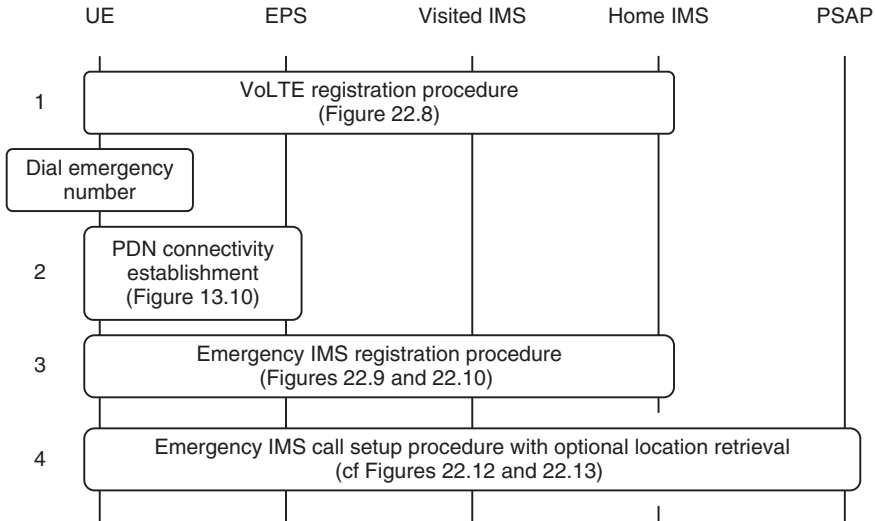 UE EPS Visited IMS Home IMS PSAP
1
VoLTE registration procedure
(Figure 22.8)
Dial emergency
number
2
PDN connectivity
establishment
(Figure 13.10)
3
Emergency IMS registration procedure
(Figures 22.9 and 22.10)
4
Emergency IMS call setup procedure with optional location retrieval
(cf Figures 22.12 and 22.13)